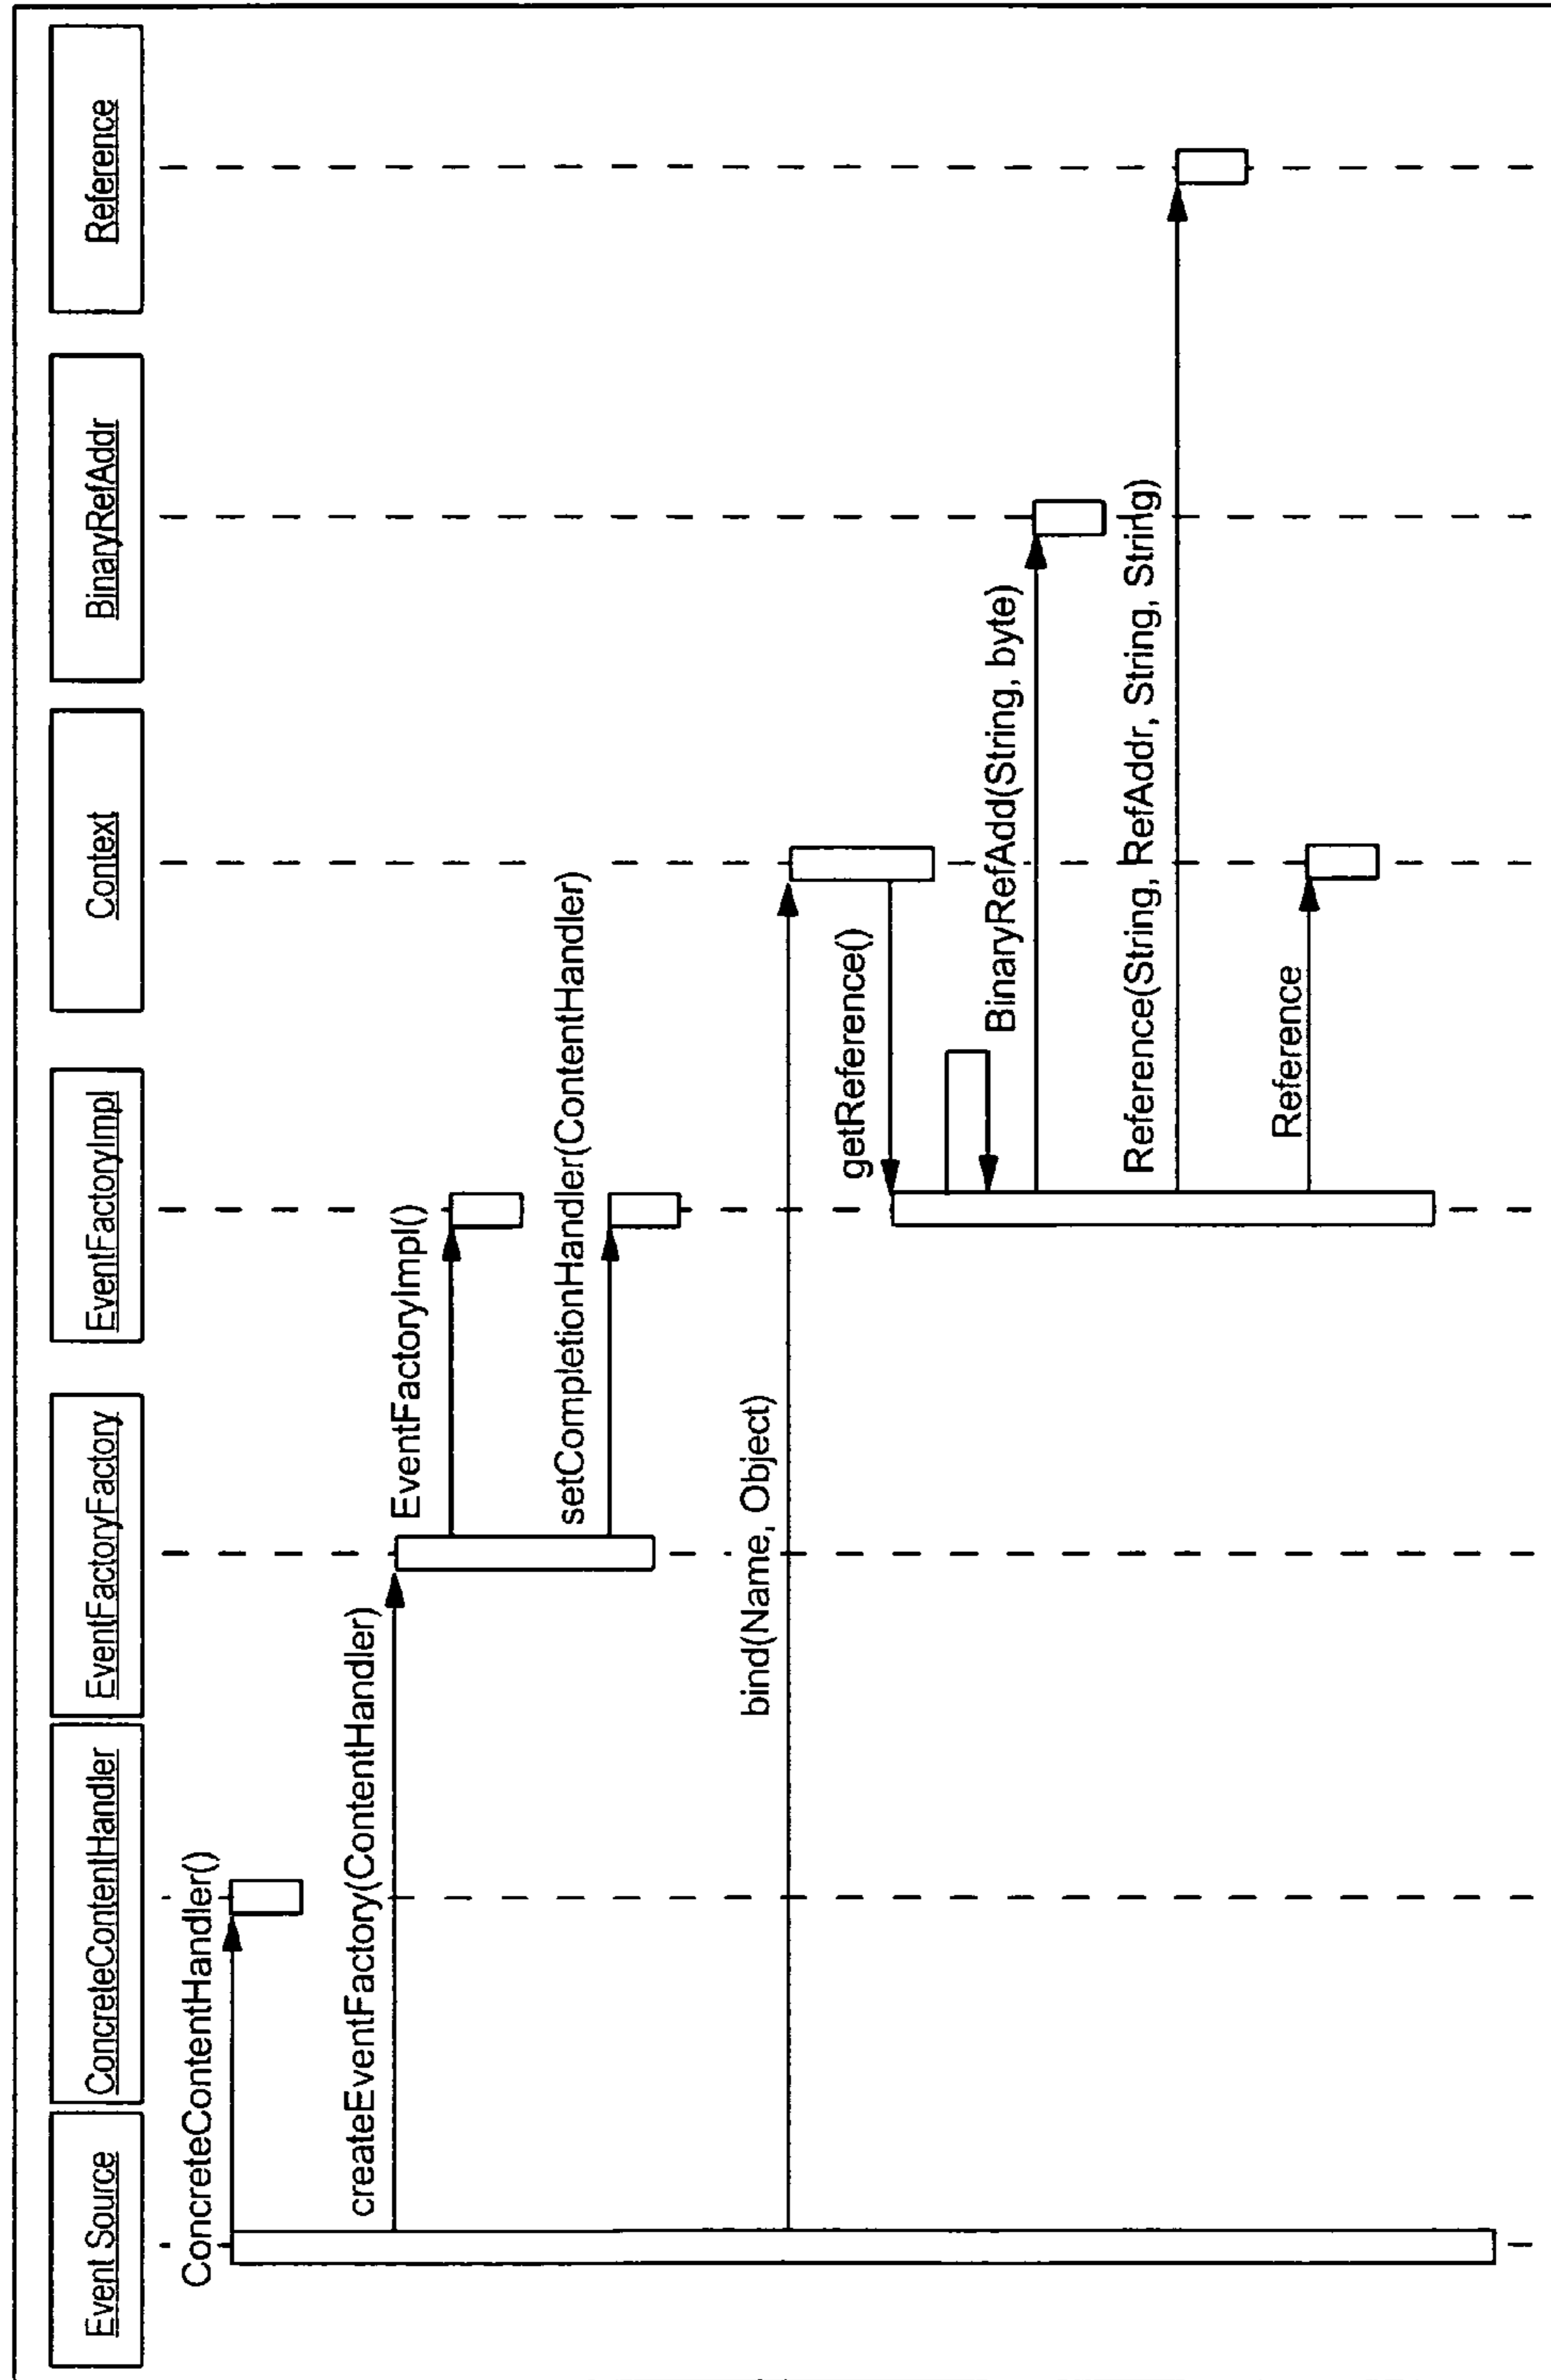 Event Source
ConcreteContentHandler
EventFactoryFactory
EventFactoryImpl
Context
BinaryRefAddr
Reference
ConcreteContentHandler()
createEventFactory(ContentHandler)
EventFactoryImpl()
setCompletionHandler(ContentHandler)
bind(Name, Object)
getReference()
BinaryRefAdd(String, byte)
Reference(String, RefAddr, String, String)
Reference